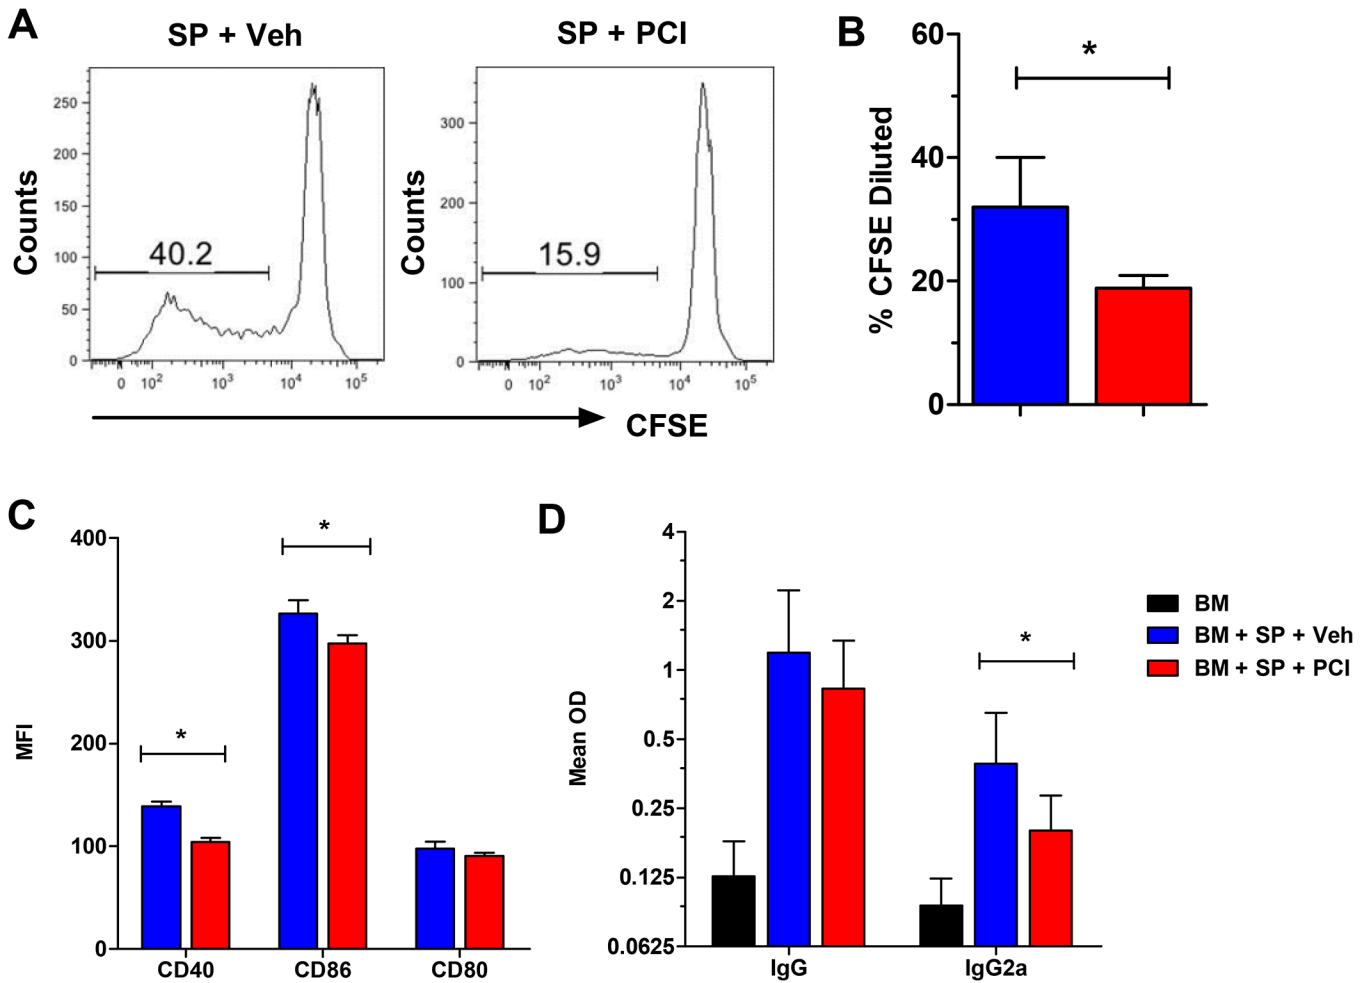 A
SP + Veh
SP + PCI
Counts
250
200
150
100
50
0
40.2
0 10² 10³ 10⁴ 10⁵
Counts
300
200
100
0
15.9
0 10² 10³ 10⁴ 10⁵
CFSE
B
% CFSE Diluted
60
40
20
0
*
C
MFI
400
300
200
100
0
*
*
CD40 CD86 CD80
D
Mean OD
4
2
1
0.5
0.25
0.125
0.0625
*
IgG IgG2a
BM
BM + SP + Veh
BM + SP + PCI